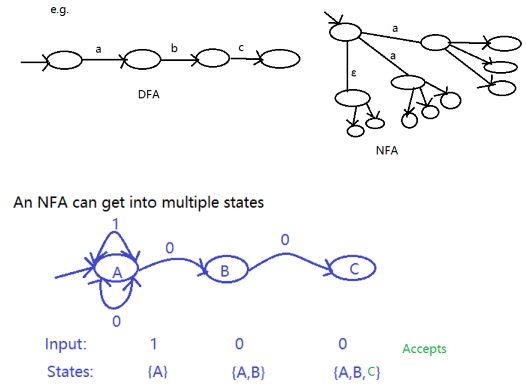 e.g.
a b c
DFA
a
a
ε
NFA
An NFA can get into multiple states
1
0 0
A B C
0
Input: 1 0 0 Accepts
States: {A} {A,B} {A,B,C}